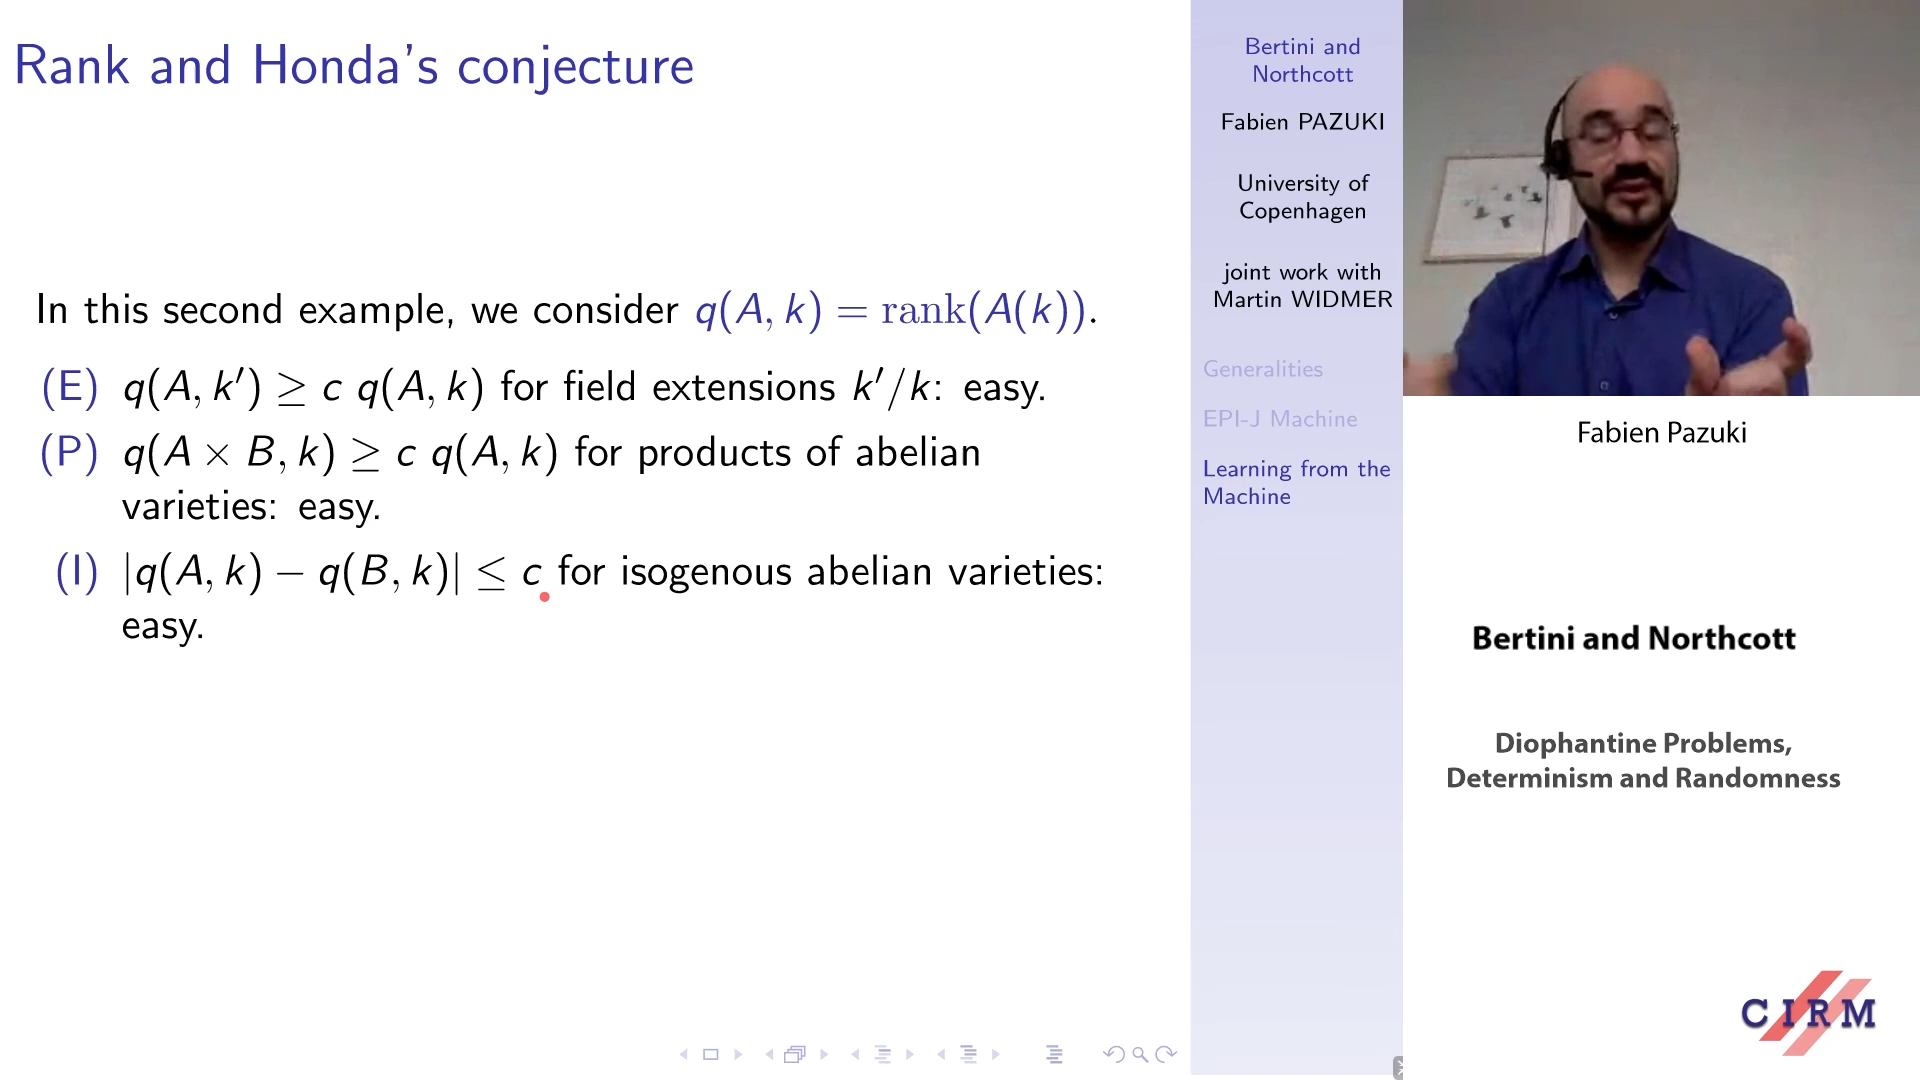 Rank and Honda's conjecture
In this second example, we consider q(A, k) = rank(A(k)).
(E) q(A, k′) ≥ c q(A, k) for field extensions k′/k: easy.
(P) q(A × B, k) ≥ c q(A, k) for products of abelian
varieties: easy.
(I) |q(A, k) − q(B, k)| ≤ c for isogenous abelian varieties:
easy.
Bertini and
Northcott
Fabien PAZUKI
University of
Copenhagen
joint work with
Martin WIDMER
Generalities
EPI-J Machine
Learning from the
Machine
Fabien Pazuki
Bertini and Northcott
Diophantine Problems,
Determinism and Randomness
CIRM